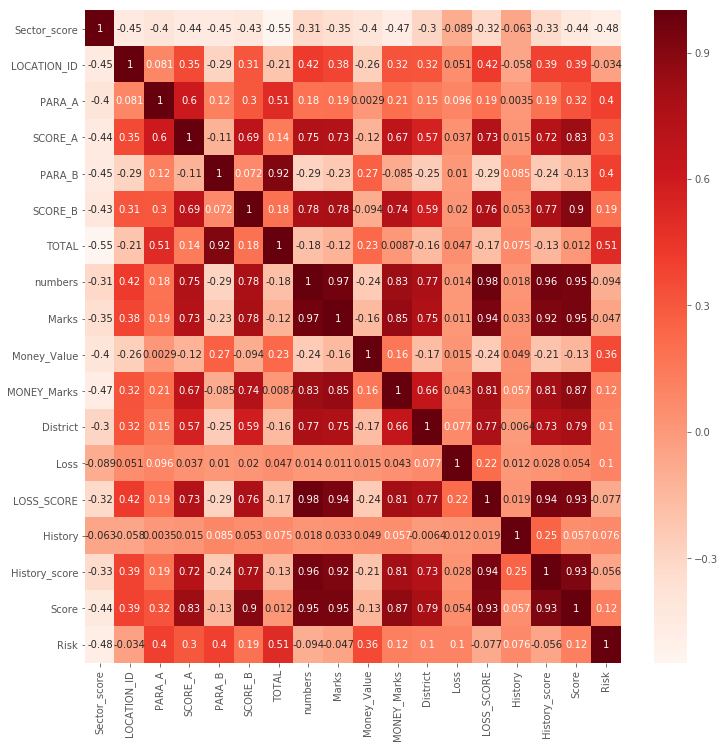 Sector_score 1 -0.45 -0.4 -0.44 -0.45 -0.43 -0.55 -0.31 -0.35 -0.4 -0.47 -0.3 -0.089 -0.32 -0.063 -0.33 -0.44 -0.48
LOCATION_ID -0.45 1 0.081 0.35 -0.29 0.31 -0.21 0.42 0.38 -0.26 0.32 0.32 0.051 0.42 -0.058 0.39 0.39 -0.034
0.9
PARA_A -0.4 0.081 1 0.6 0.12 0.3 0.51 0.18 0.19 0.0029 0.21 0.15 0.096 0.19 0.0035 0.19 0.32 0.4
SCORE_A -0.44 0.35 0.6 1 -0.11 0.69 0.14 0.75 0.73 -0.12 0.67 0.57 0.037 0.73 0.015 0.72 0.83 0.3
PARA_B -0.45 -0.29 0.12 -0.11 1 0.072 0.92 -0.29 -0.23 0.27 -0.085 -0.25 0.01 -0.29 0.085 -0.24 -0.13 0.4
0.6
SCORE_B -0.43 0.31 0.3 0.69 0.072 1 0.18 0.78 0.78 -0.094 0.74 0.59 0.02 0.76 0.053 0.77 0.9 0.19
TOTAL -0.55 -0.21 0.51 0.14 0.92 0.18 1 -0.18 -0.12 0.23 0.0087 -0.16 0.047 -0.17 0.075 -0.13 0.012 0.51
numbers -0.31 0.42 0.18 0.75 -0.29 0.78 -0.18 1 0.97 -0.24 0.83 0.77 0.014 0.98 0.018 0.96 0.95 -0.094
0.3
Marks -0.35 0.38 0.19 0.73 -0.23 0.78 -0.12 0.97 1 -0.16 0.85 0.75 0.011 0.94 0.033 0.92 0.95 -0.047
Money_Value -0.4 -0.26 0.0029 -0.12 0.27 -0.094 0.23 -0.24 -0.16 1 0.16 -0.17 0.015 -0.24 0.049 -0.21 -0.13 0.36
MONEY_Marks -0.47 0.32 0.21 0.67 -0.085 0.74 0.0087 0.83 0.85 0.16 1 0.66 0.043 0.81 0.057 0.81 0.87 0.12
District -0.3 0.32 0.15 0.57 -0.25 0.59 -0.16 0.77 0.75 -0.17 0.66 1 0.077 0.77 -0.0064 0.73 0.79 0.1
0.0
Loss -0.089 0.051 0.096 0.037 0.01 0.02 0.047 0.014 0.011 0.015 0.043 0.077 1 0.22 0.012 0.028 0.054 0.1
LOSS_SCORE -0.32 0.42 0.19 0.73 -0.29 0.76 -0.17 0.98 0.94 -0.24 0.81 0.77 0.22 1 0.019 0.94 0.93 -0.077
History -0.063 -0.058 0.0035 0.015 0.085 0.053 0.075 0.018 0.033 0.049 0.057 -0.0064 0.012 0.019 1 0.25 0.057 0.076
−0.3
History_score -0.33 0.39 0.19 0.72 -0.24 0.77 -0.13 0.96 0.92 -0.21 0.81 0.73 0.028 0.94 0.25 1 0.93 -0.056
Score -0.44 0.39 0.32 0.83 -0.13 0.9 0.012 0.95 0.95 -0.13 0.87 0.79 0.054 0.93 0.057 0.93 1 0.12
Risk -0.48 -0.034 0.4 0.3 0.4 0.19 0.51 -0.094 -0.047 0.36 0.12 0.1 0.1 -0.077 0.076 -0.056 0.12 1
Sector_score LOCATION_ID PARA_A SCORE_A PARA_B SCORE_B TOTAL numbers Marks Money_Value MONEY_Marks District Loss LOSS_SCORE History History_score Score Risk